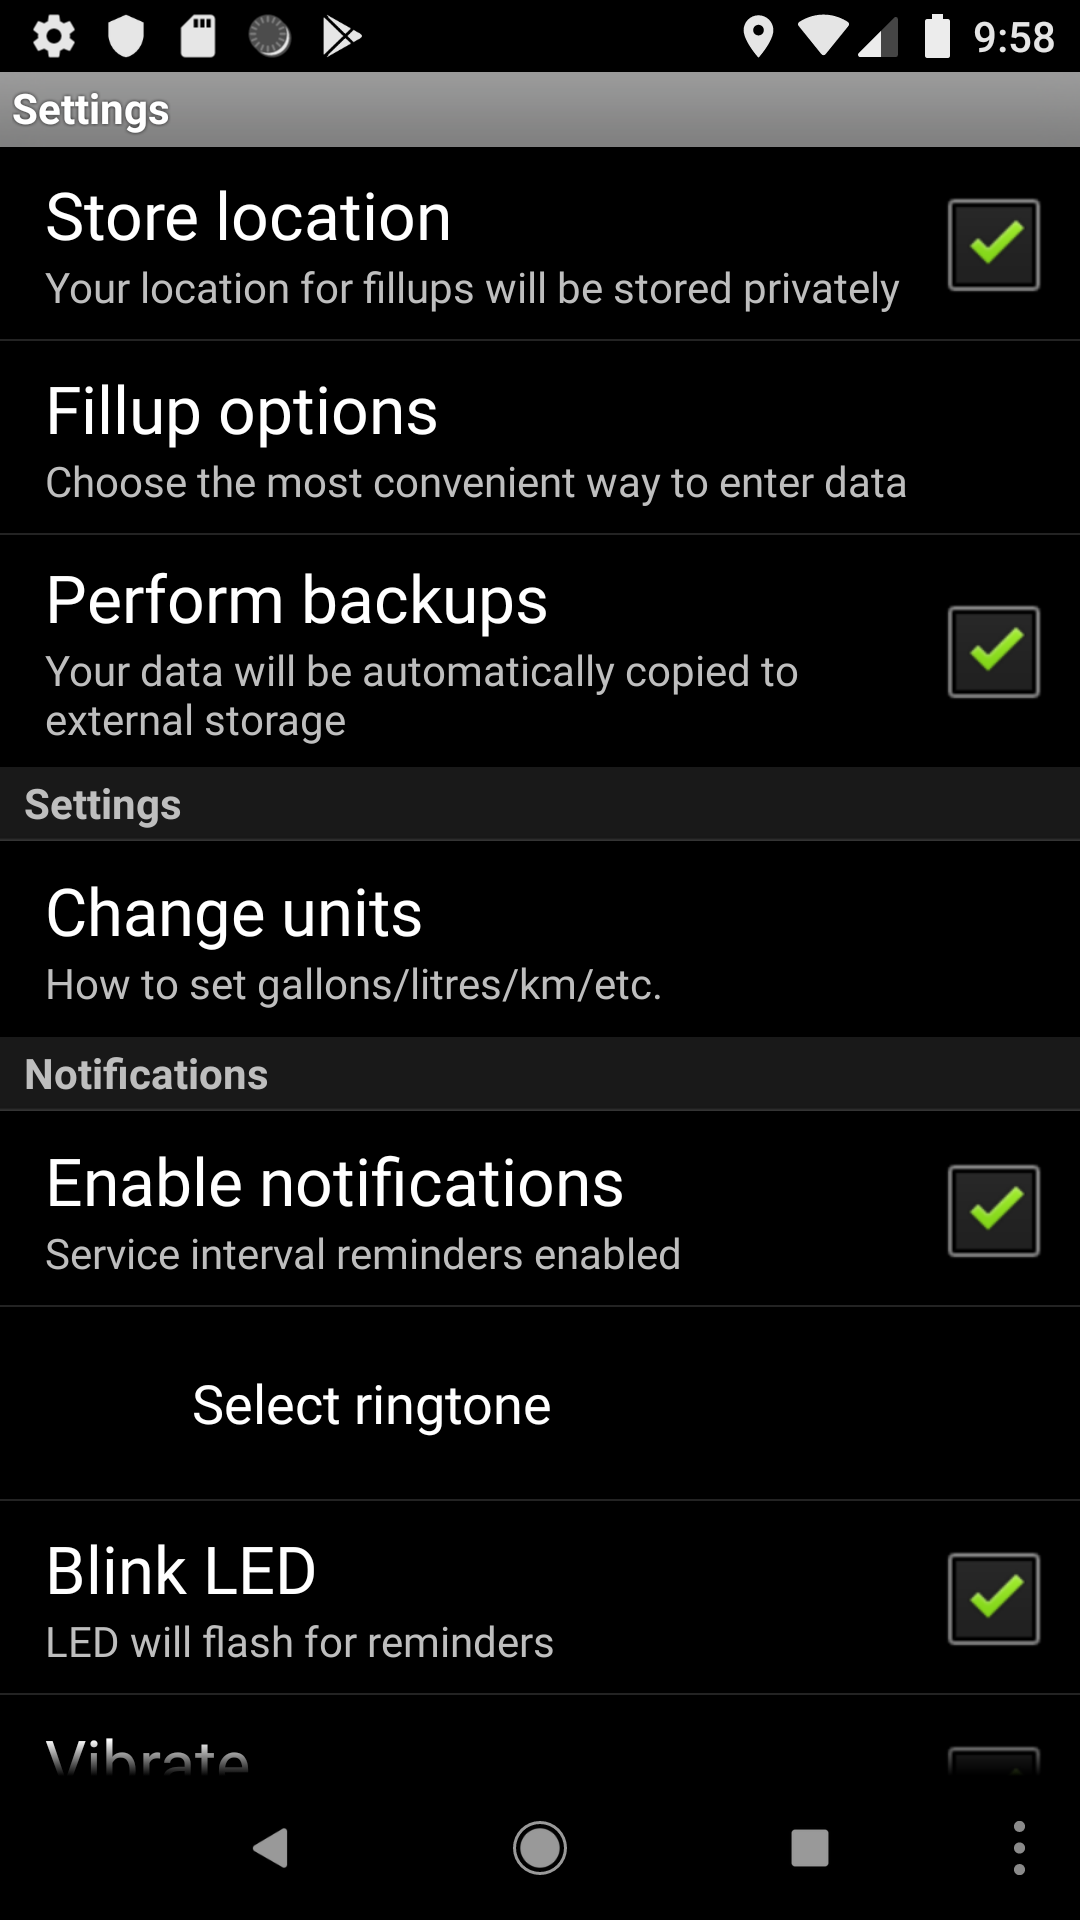 9:58
Settings
Store location
Your location for fillups will be stored privately
Fillup options
Choose the most convenient way to enter data
Perform backups
Your data will be automatically copied to
external storage
Settings
Change units
How to set gallons/litres/km/etc.
Notifications
Enable notifications
Service interval reminders enabled
Select ringtone
Blink LED
LED will flash for reminders
Vibrate